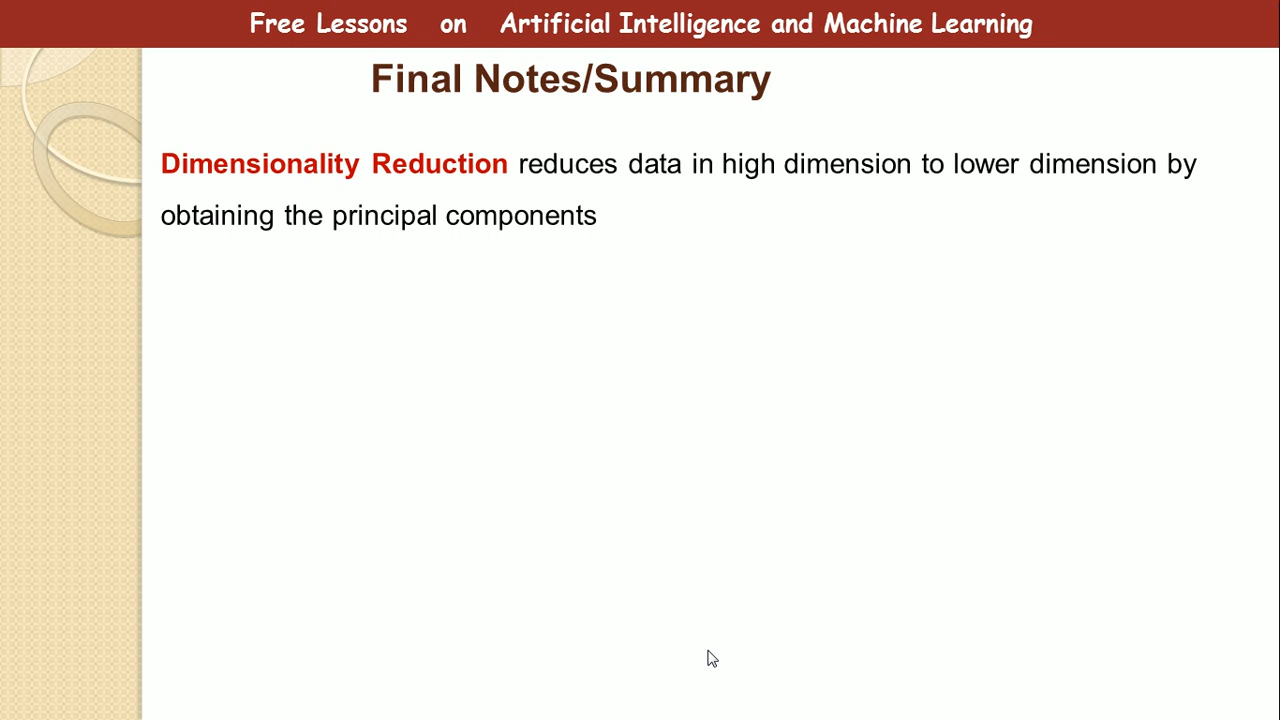 Free Lessons on Artificial Intelligence and Machine Learning
Final Notes/Summary
Dimensionality Reduction reduces data in high dimension to lower dimension by
obtaining the principal components